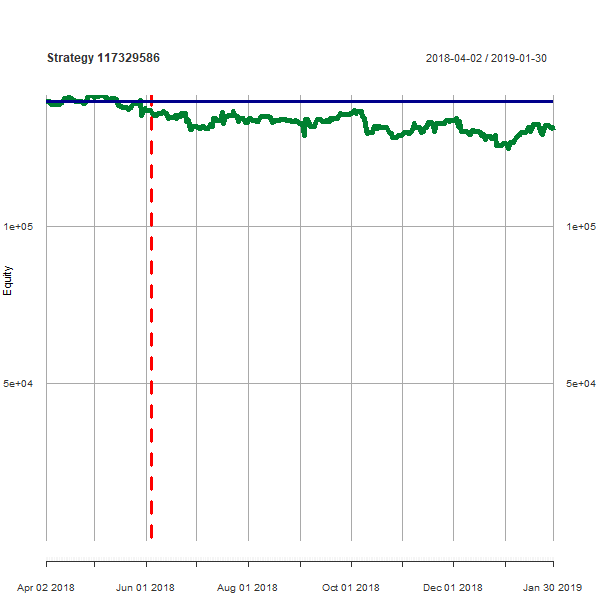 Strategy 117329586 2018-04-02 / 2019-01-30
1e+05 1e+05
Equity
5e+04 5e+04
Apr 02 2018 Jun 01 2018 Aug 01 2018 Oct 01 2018 Dec 01 2018 Jan 30 2019